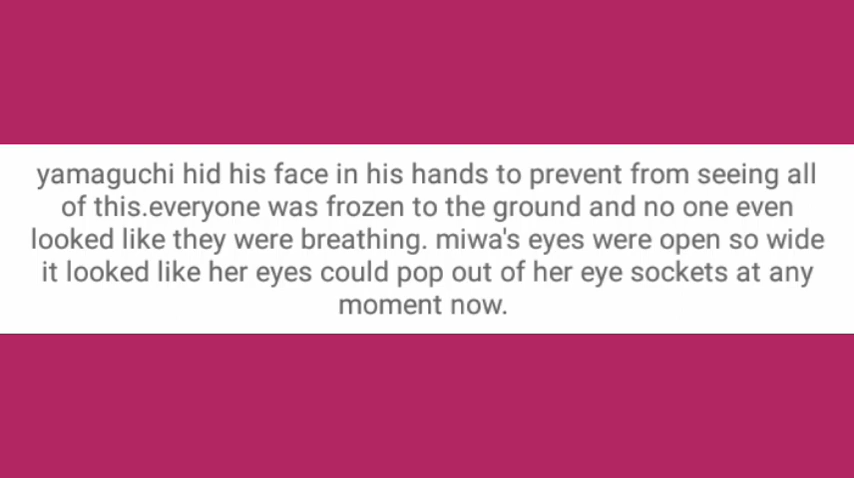 yamaguchi hid his face in his hands to prevent from seeing all
of this.everyone was frozen to the ground and no one even
looked like they were breathing. miwa's eyes were open so wide
it looked like her eyes could pop out of her eye sockets at any
moment now.